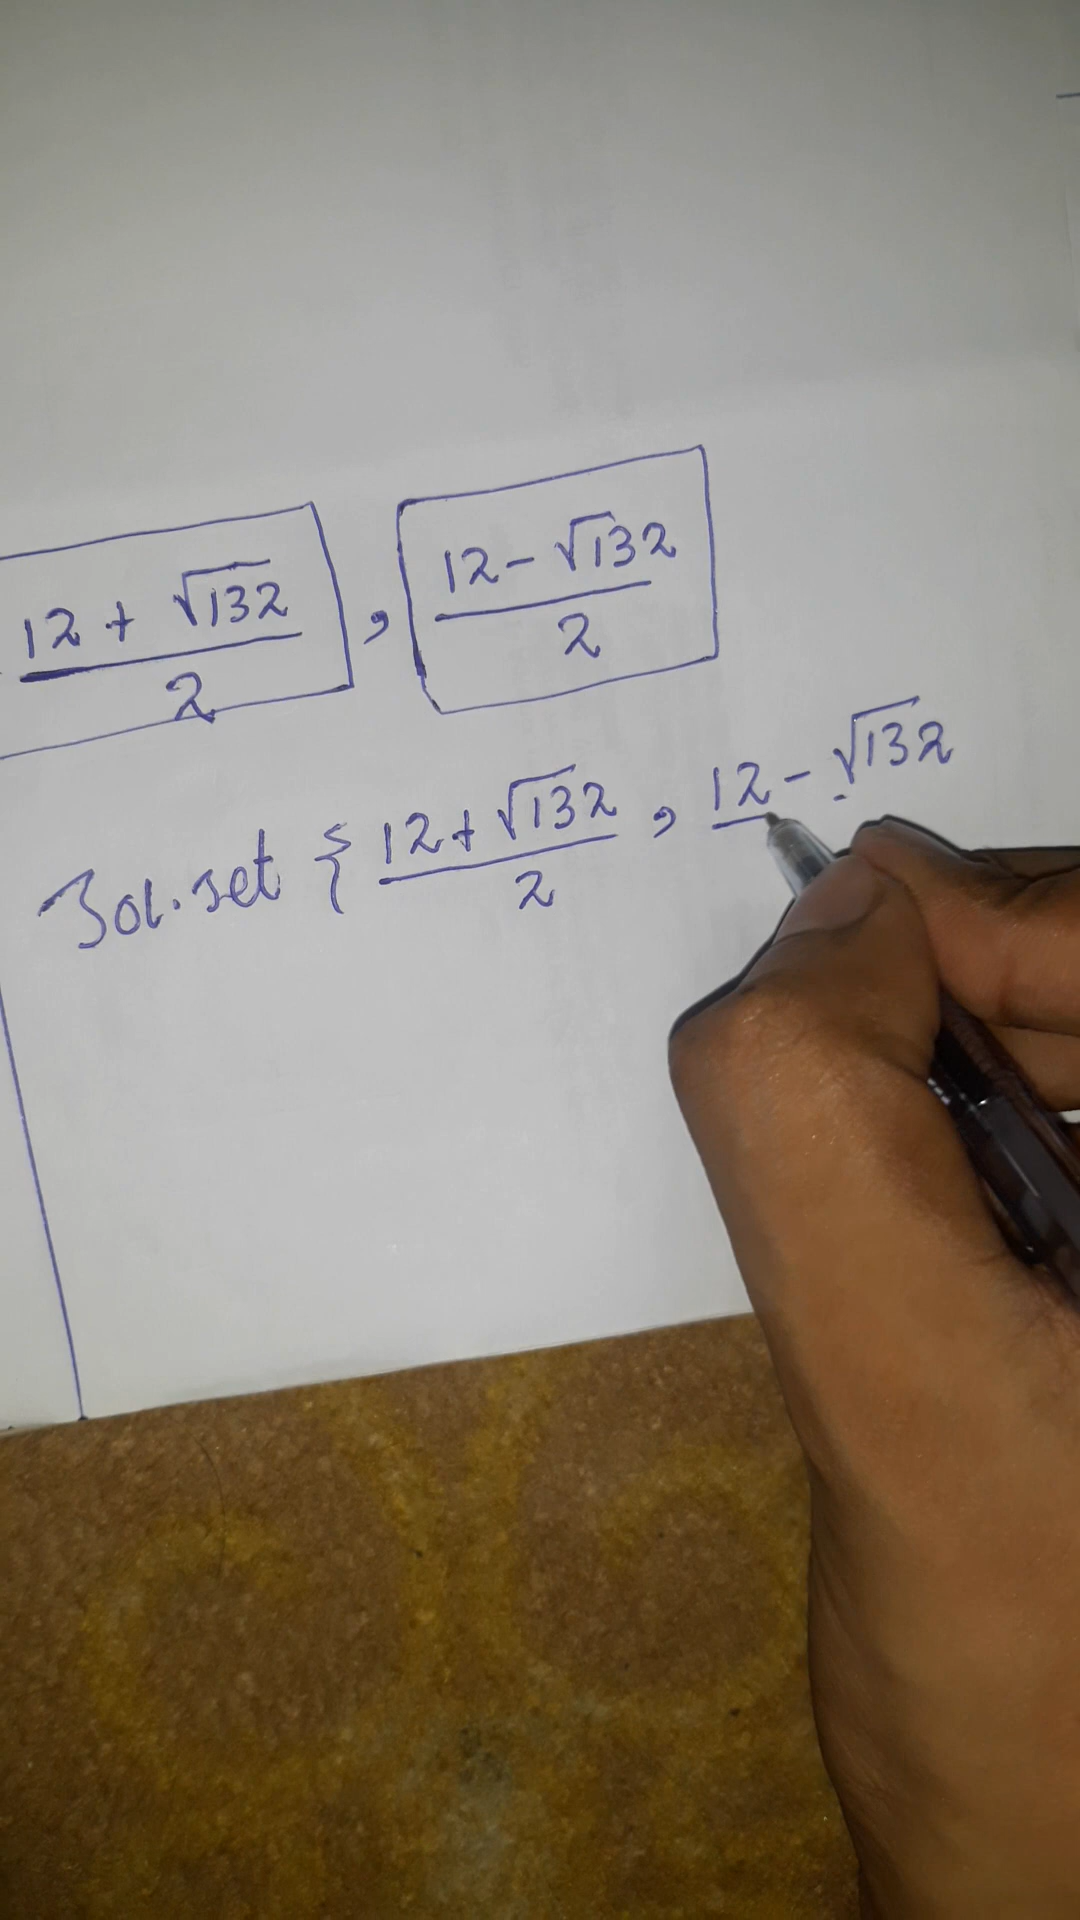 12 + √132 / 2 , 12 - √132 / 2
Sol. set { 12 + √132 / 2 , 12 - √132